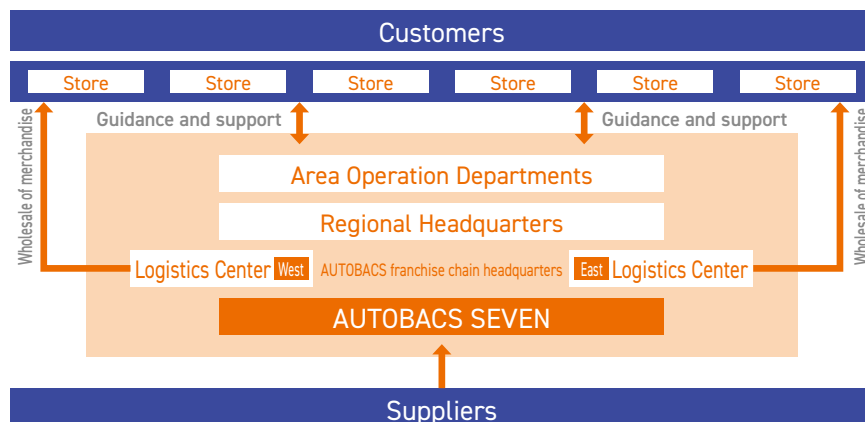 Customers
Store Store Store Store Store Store
Wholesale of merchandise
Guidance and support
Guidance and support
Wholesale of merchandise
Area Operation Departments
Regional Headquarters
Logistics Center West
AUTOBACS franchise chain headquarters
East Logistics Center
AUTOBACS SEVEN
Suppliers